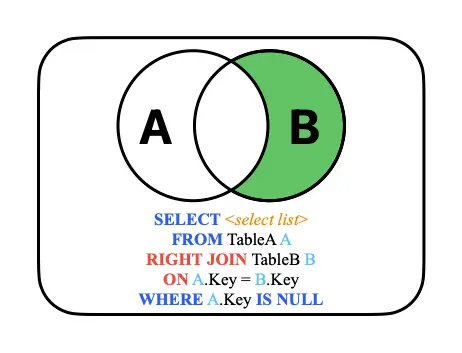 A B
SELECT <select list>
FROM TableA A
RIGHT JOIN TableB B
ON A.Key = B.Key
WHERE A.Key IS NULL